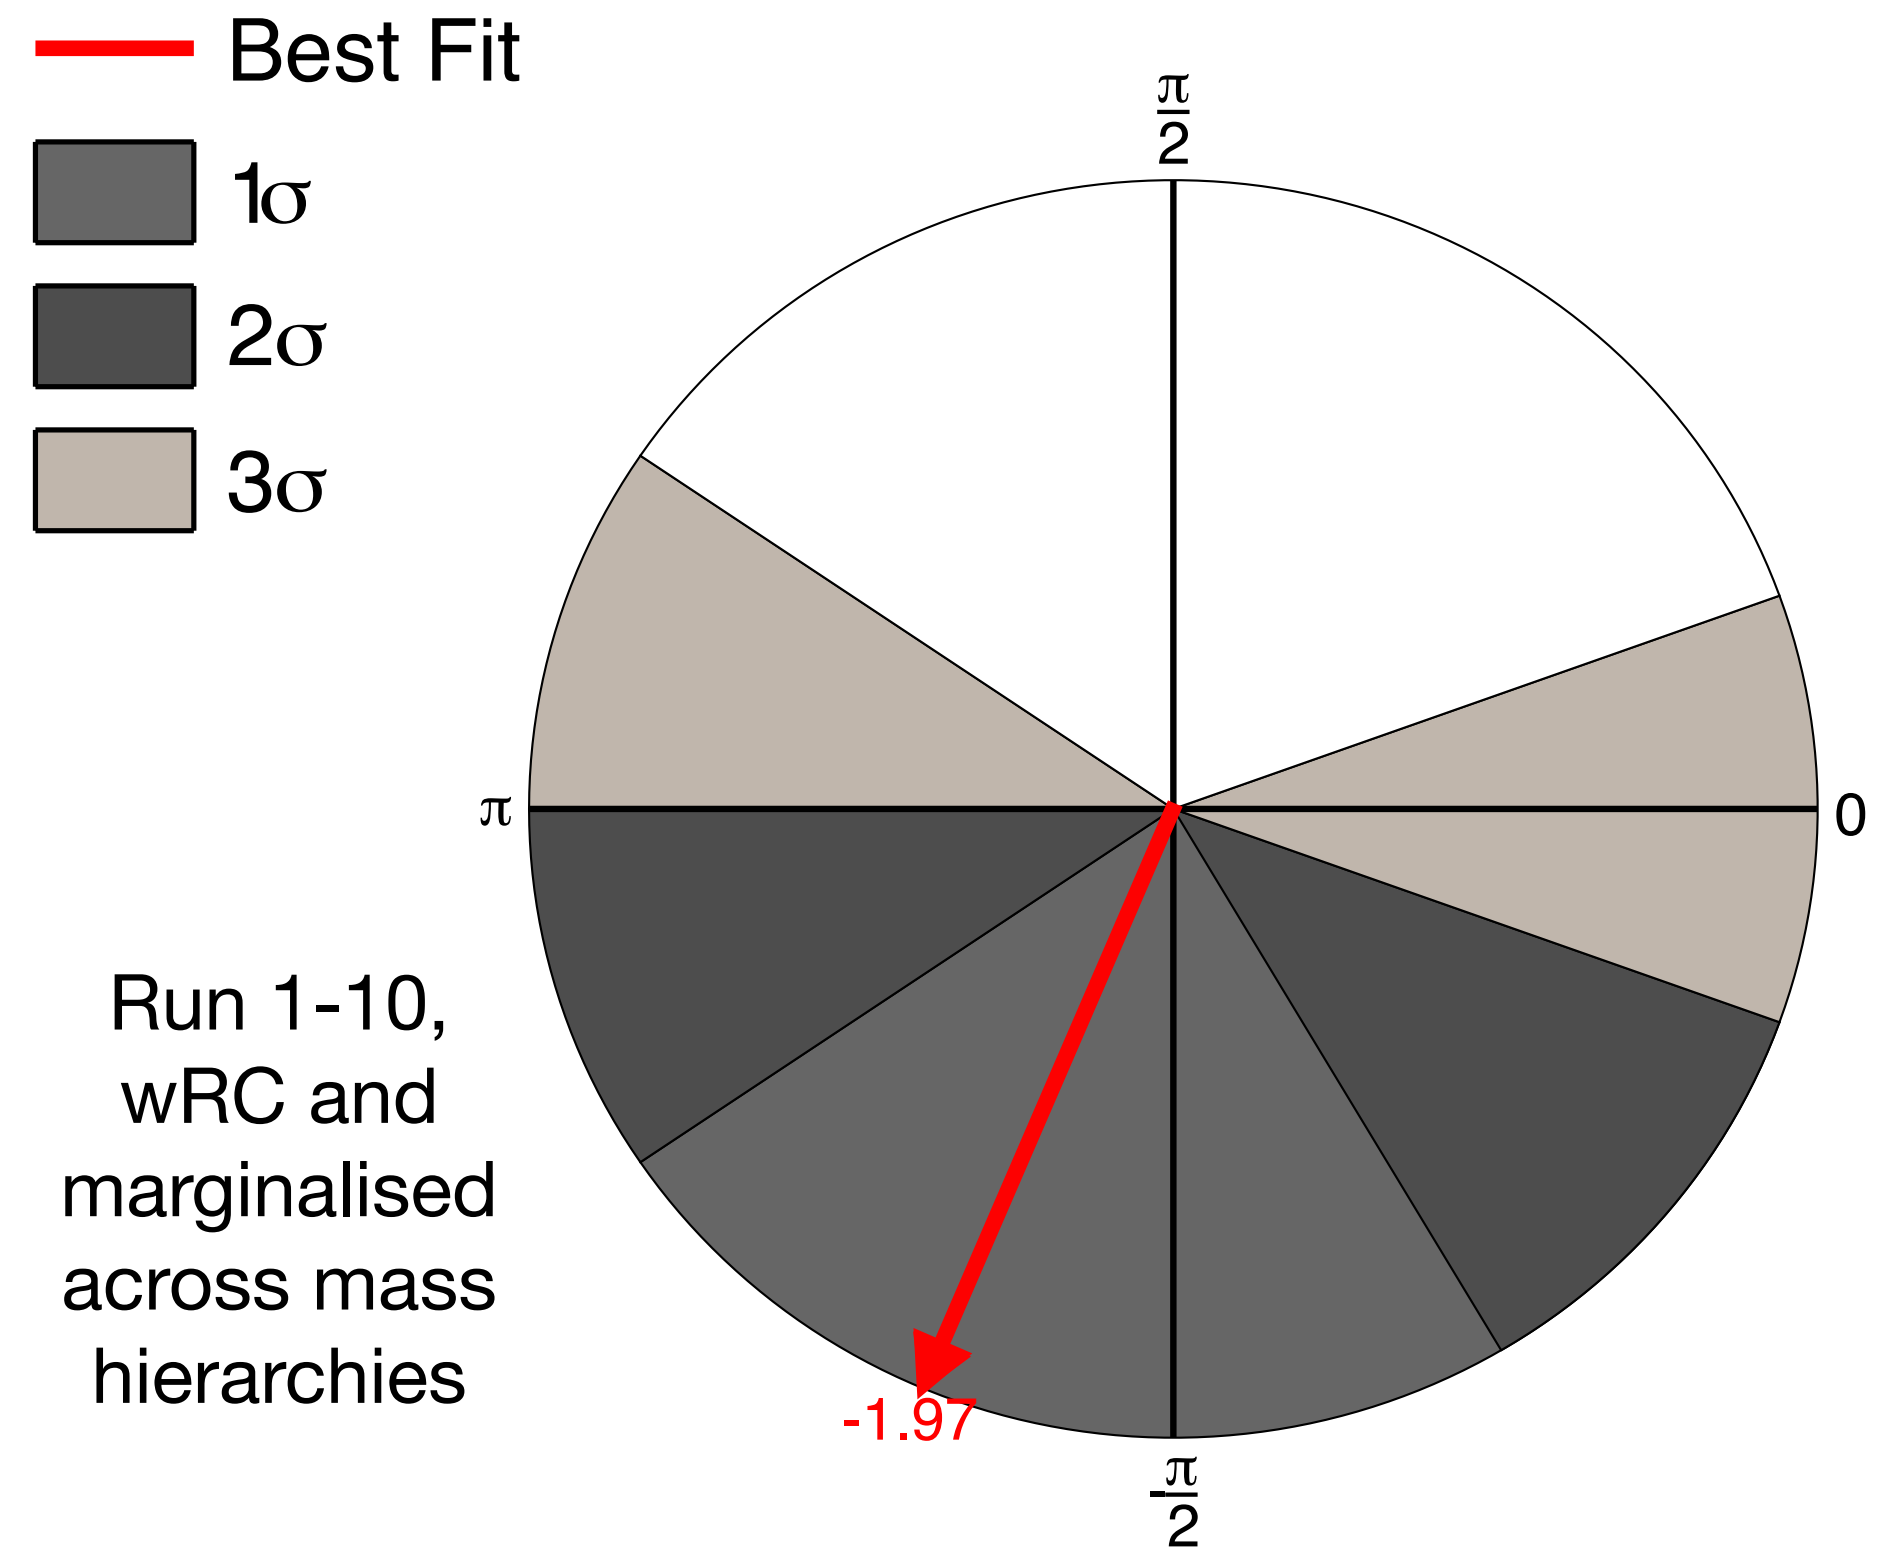 Best Fit
1σ
2σ
3σ
π
2
π
0
Run 1-10,
wRC and
marginalised
across mass
hierarchies
-1.97
-π
2